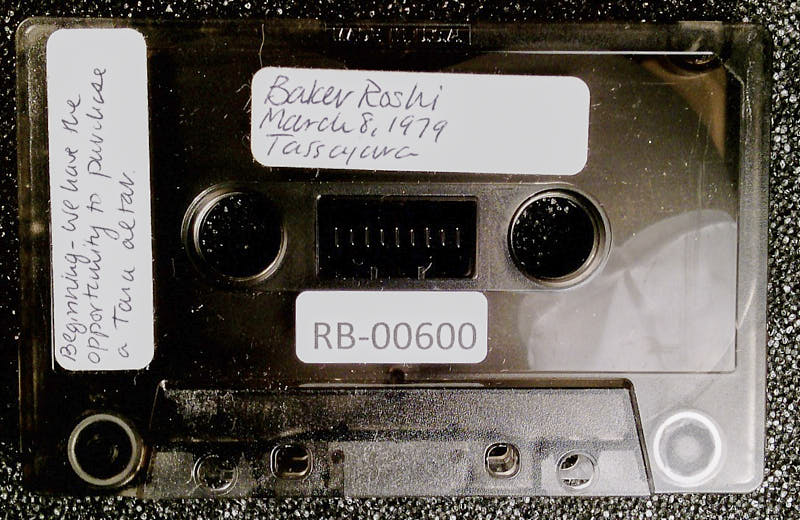 Baker Roshi
March 8, 1979
Tassajara
Beginning - we have the
opportunity to purchase
a Tara altar.
RB-00600